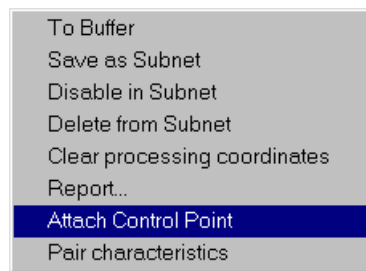 To Buffer
Save as Subnet
Disable in Subnet
Delete from Subnet
Clear processing coordinates
Report...
Attach Control Point
Pair characteristics